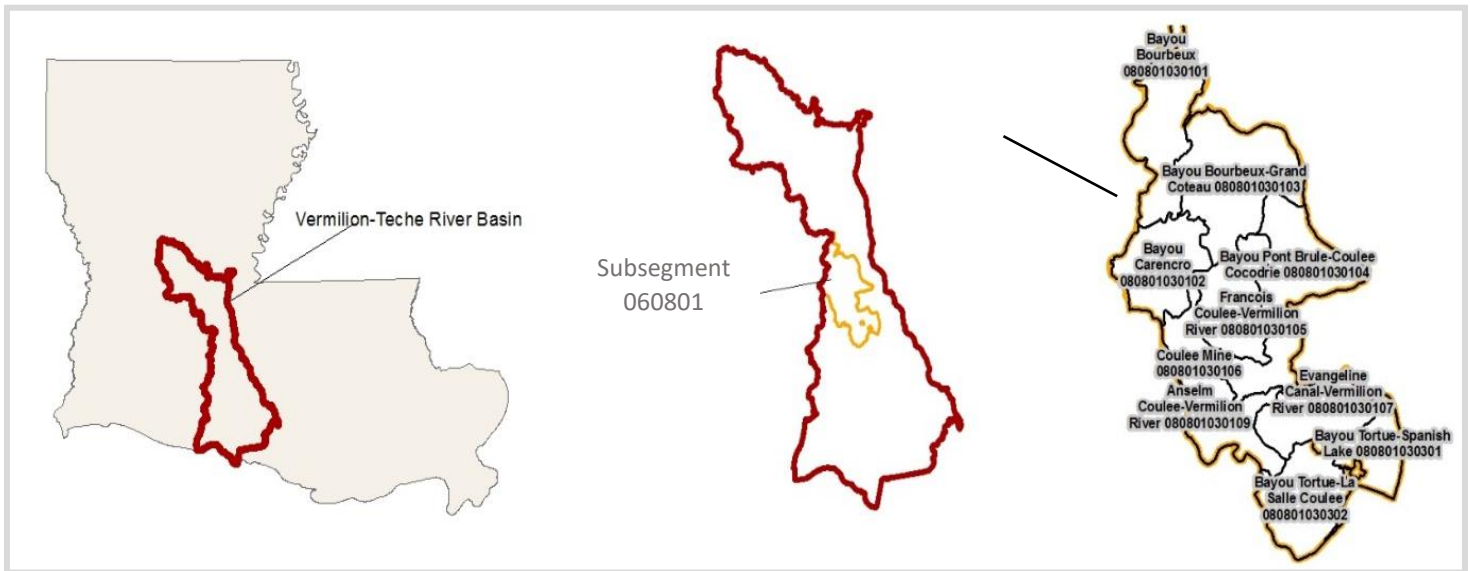 Vermilion-Teche River Basin
Subsegment
060801
Bayou
Bourbeux
080801030101
Bayou Bourbeux-Grand
Coteau 080801030103
Bayou
Carencro
080801030102
Bayou Pont Brule-Coulee
Cocodrie 080801030104
Francois
Coulee-Vermilion
River 080801030105
Coulee Mine
080801030106
Anselm
Coulee-Vermilion
River 080801030109
Evangeline
Canal-Vermilion
River 080801030107
Bayou Tortue-Spanish
Lake 080801030301
Bayou Tortue-La
Salle Coulee
080801030302